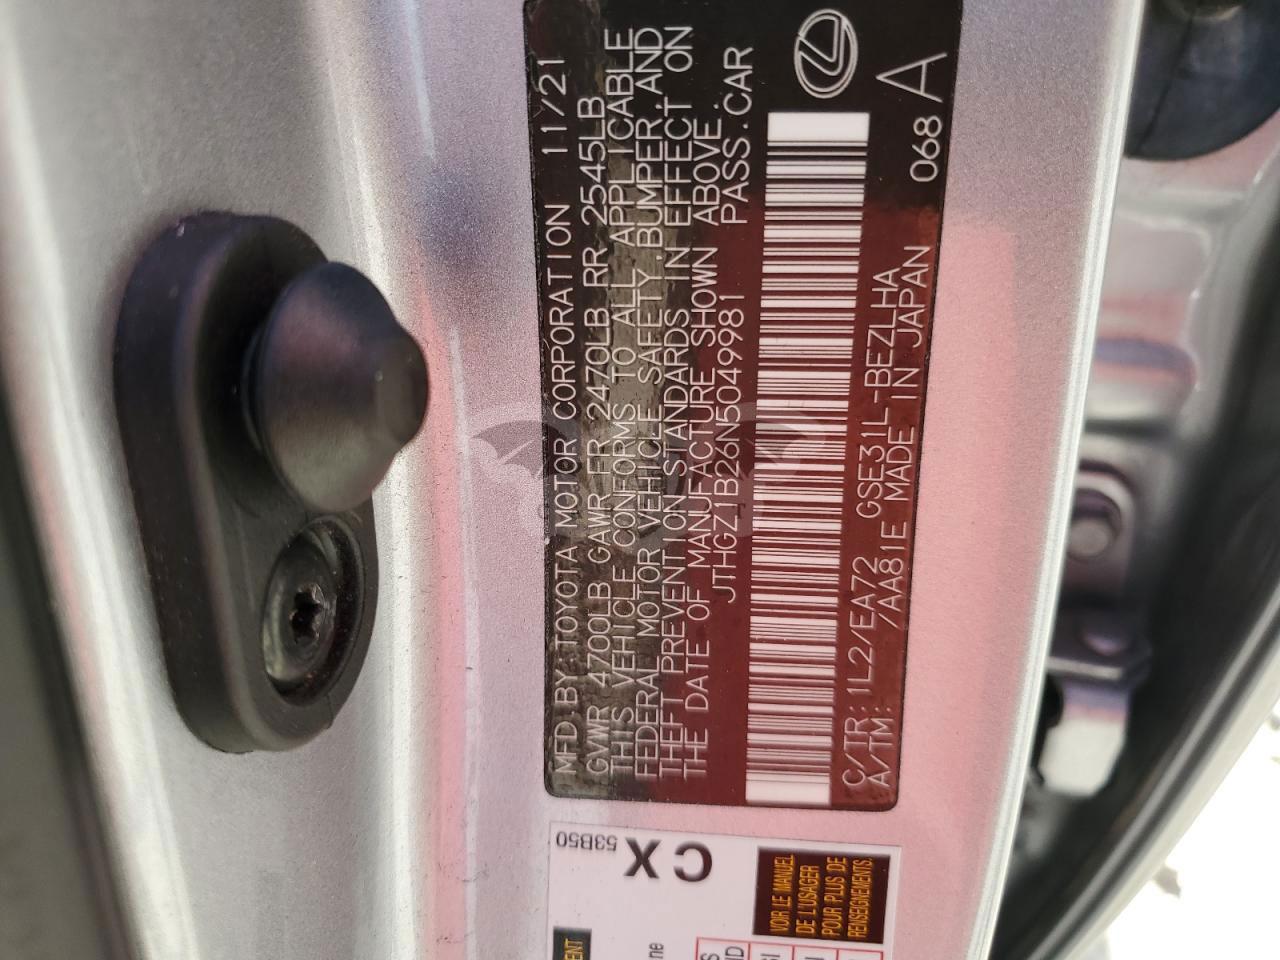 MFD.BY:TOYOTA MOTOR CORPORATION 11/21
GVWR 4700LB GAWR FR 2470LB RR 2545LB
THIS VEHICLE CONFORMS TO ALL APPLICABLE
FEDERAL MOTOR VEHICLE SAFETY,BUMPER,AND
THEFT PREVENTION STANDARDS IN EFFECT ON
THE DATE OF MANUFACTURE SHOWN ABOVE.
JTHGZ1B26N5049981 PASS.CAR
C/TR:1L2/EA72 GSE31L-BEZLHA
A/TM: /AA81E MADE IN JAPAN
068 A
53B50
CX
VOIR LE MANUEL
DE L'USAGER
POUR PLUS DE
RENSEIGNEMENTS.